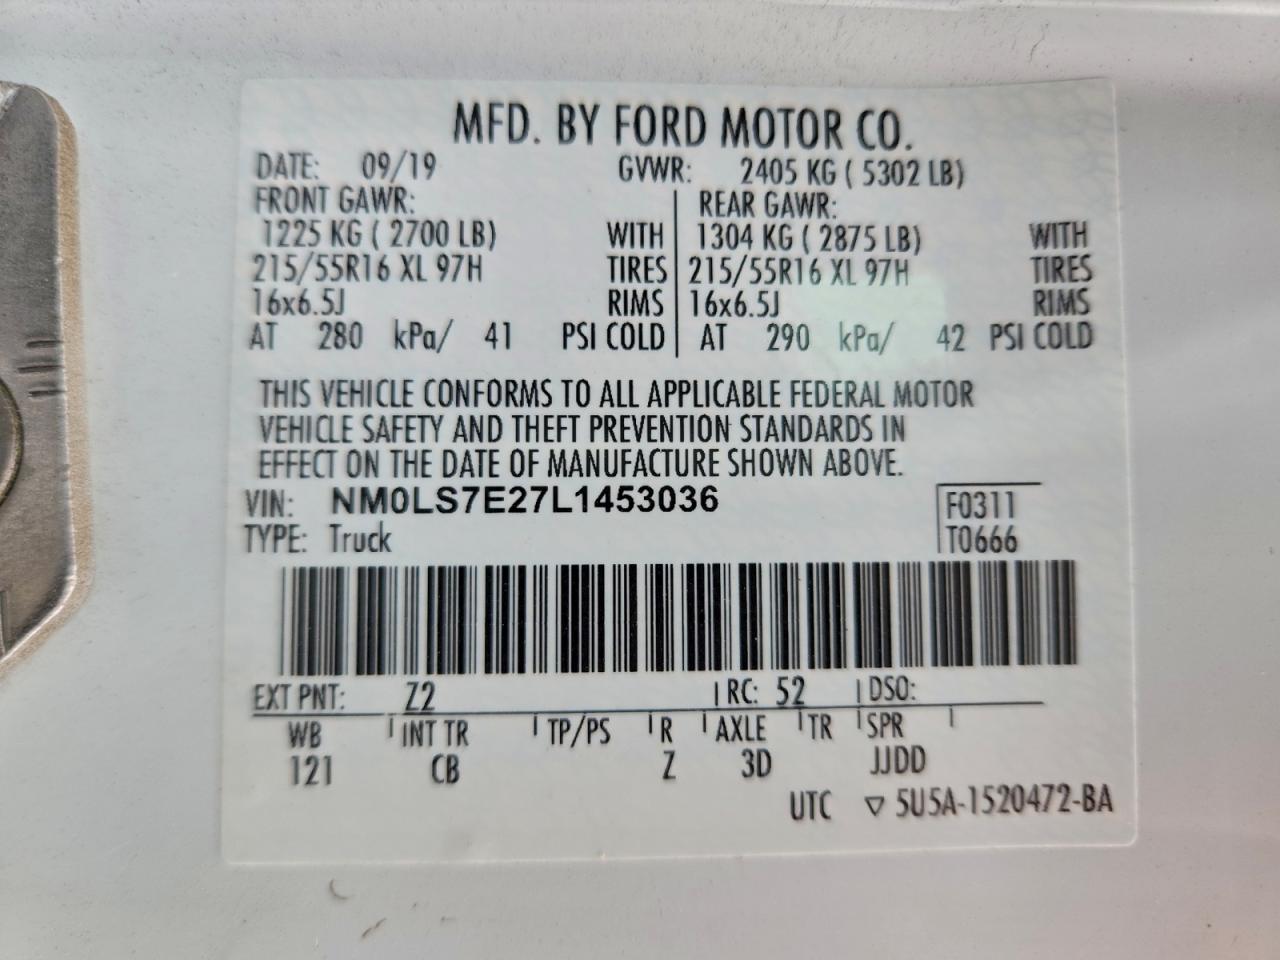 MFD. BY FORD MOTOR CO.
DATE: 09/19 GVWR: 2405 KG ( 5302 LB)
FRONT GAWR: REAR GAWR:
1225 KG ( 2700 LB) WITH 1304 KG ( 2875 LB) WITH
215/55R16 XL 97H TIRES 215/55R16 XL 97H TIRES
16x6.5J RIMS 16x6.5J RIMS
AT 280 kPa/ 41 PSI COLD AT 290 kPa/ 42 PSI COLD
THIS VEHICLE CONFORMS TO ALL APPLICABLE FEDERAL MOTOR
VEHICLE SAFETY AND THEFT PREVENTION STANDARDS IN
EFFECT ON THE DATE OF MANUFACTURE SHOWN ABOVE.
VIN: NM0LS7E27L1453036 F0311
TYPE: Truck T0666
EXT PNT: Z2 RC: 52 DSO:
WB INT TR TP/PS R AXLE TR SPR
121 CB Z 3D JJDD
UTC ▽ 5U5A-1520472-BA